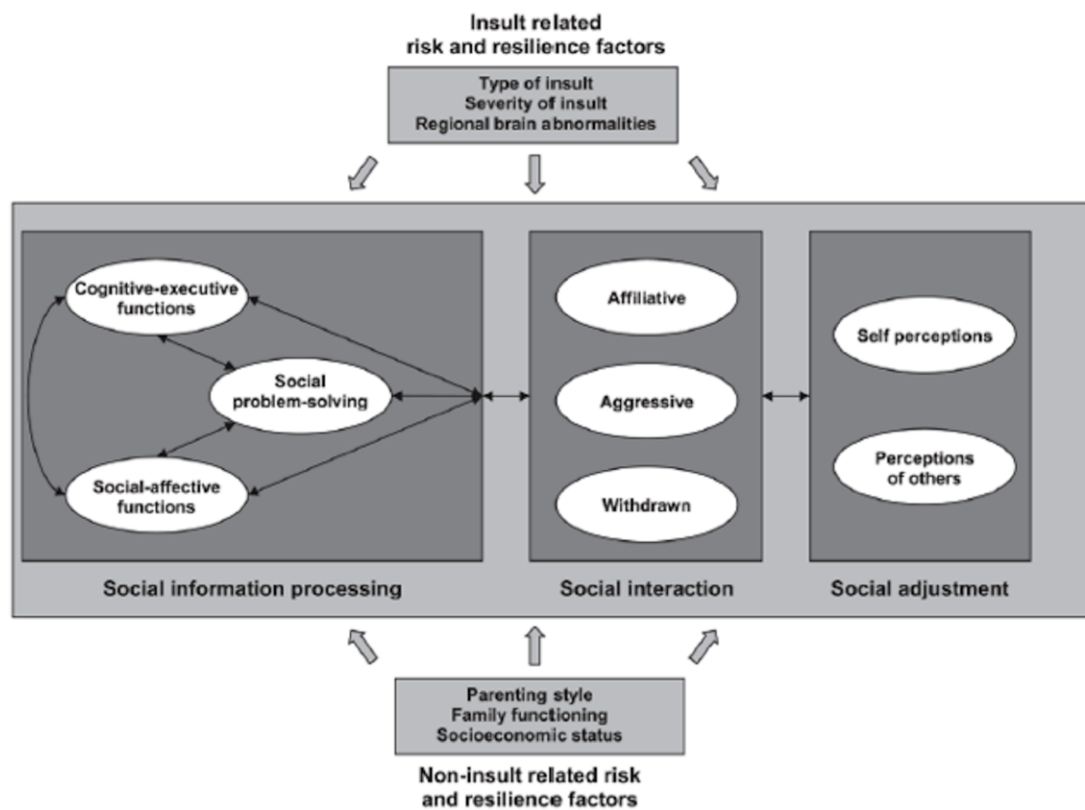 Insult related
risk and resilience factors
Type of insult
Severity of insult
Regional brain abnormalities
Cognitive-executive
functions
Social
problem-solving
Social-affective
functions
Social information processing
Affiliative
Aggressive
Withdrawn
Social interaction
Self perceptions
Perceptions
of others
Social adjustment
Parenting style
Family functioning
Socioeconomic status
Non-insult related risk
and resilience factors